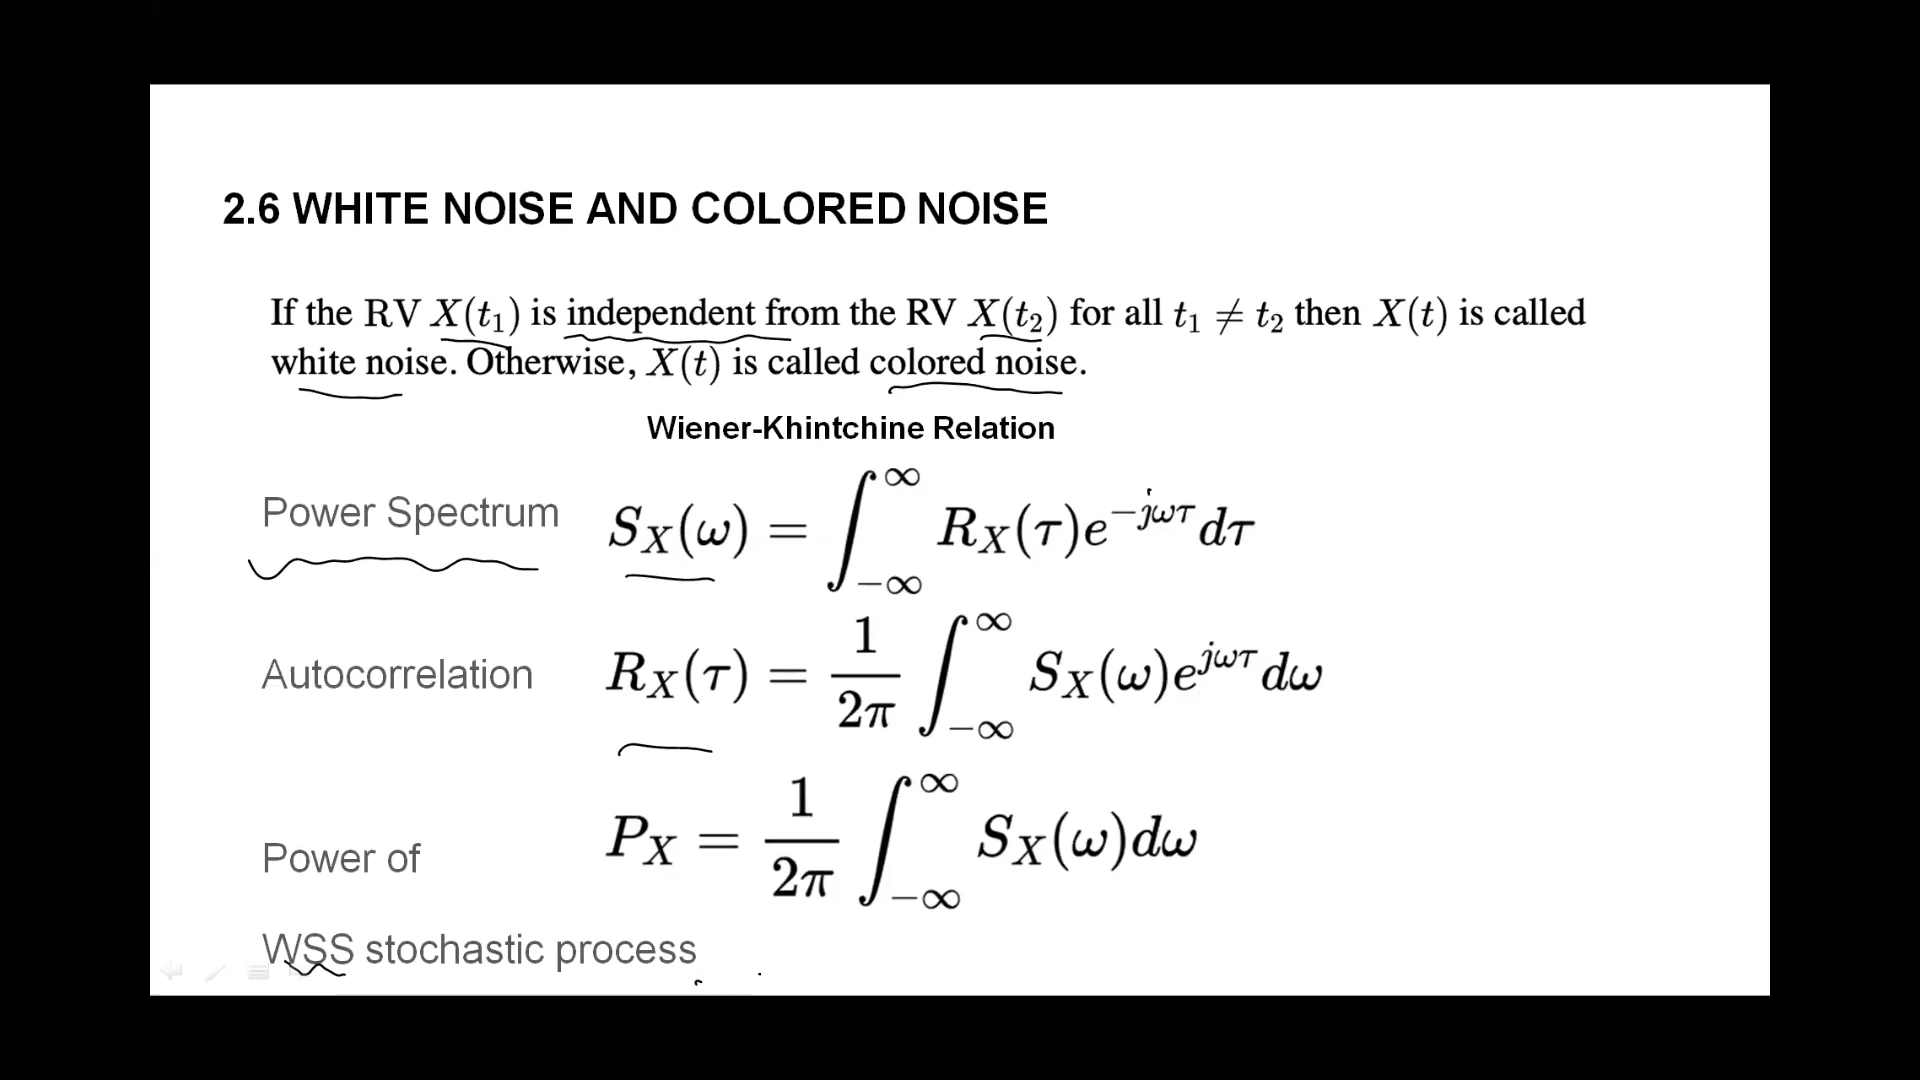 2.6 WHITE NOISE AND COLORED NOISE
If the RV X(t₁) is independent from the RV X(t₂) for all t₁ ≠ t₂ then X(t) is called
white noise. Otherwise, X(t) is called colored noise.
Wiener-Khintchine Relation
Power Spectrum S_X(ω) = ∫_{-∞}^{∞} R_X(τ)e^{-jωτ}dτ
Autocorrelation R_X(τ) = \frac{1}{2π} ∫_{-∞}^{∞} S_X(ω)e^{jωτ}dω
Power of P_X = \frac{1}{2π} ∫_{-∞}^{∞} S_X(ω)dω
WSS stochastic process